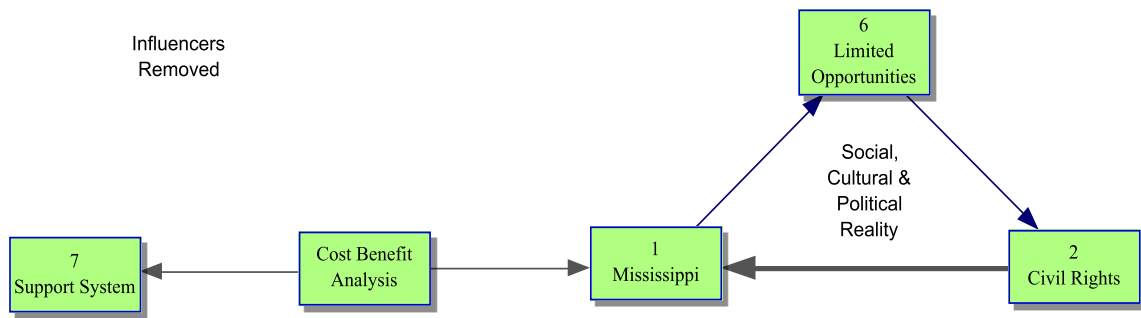 Influencers
Removed
6
Limited
Opportunities
Social,
Cultural &
Political
Reality
7
Support System
Cost Benefit
Analysis
1
Mississippi
2
Civil Rights